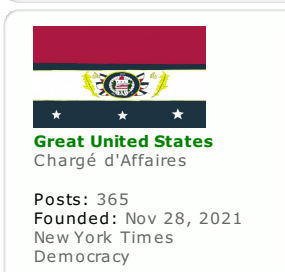 Great United States
Chargé d'Affaires
Posts: 365
Founded: Nov 28, 2021
New York Times
Democracy